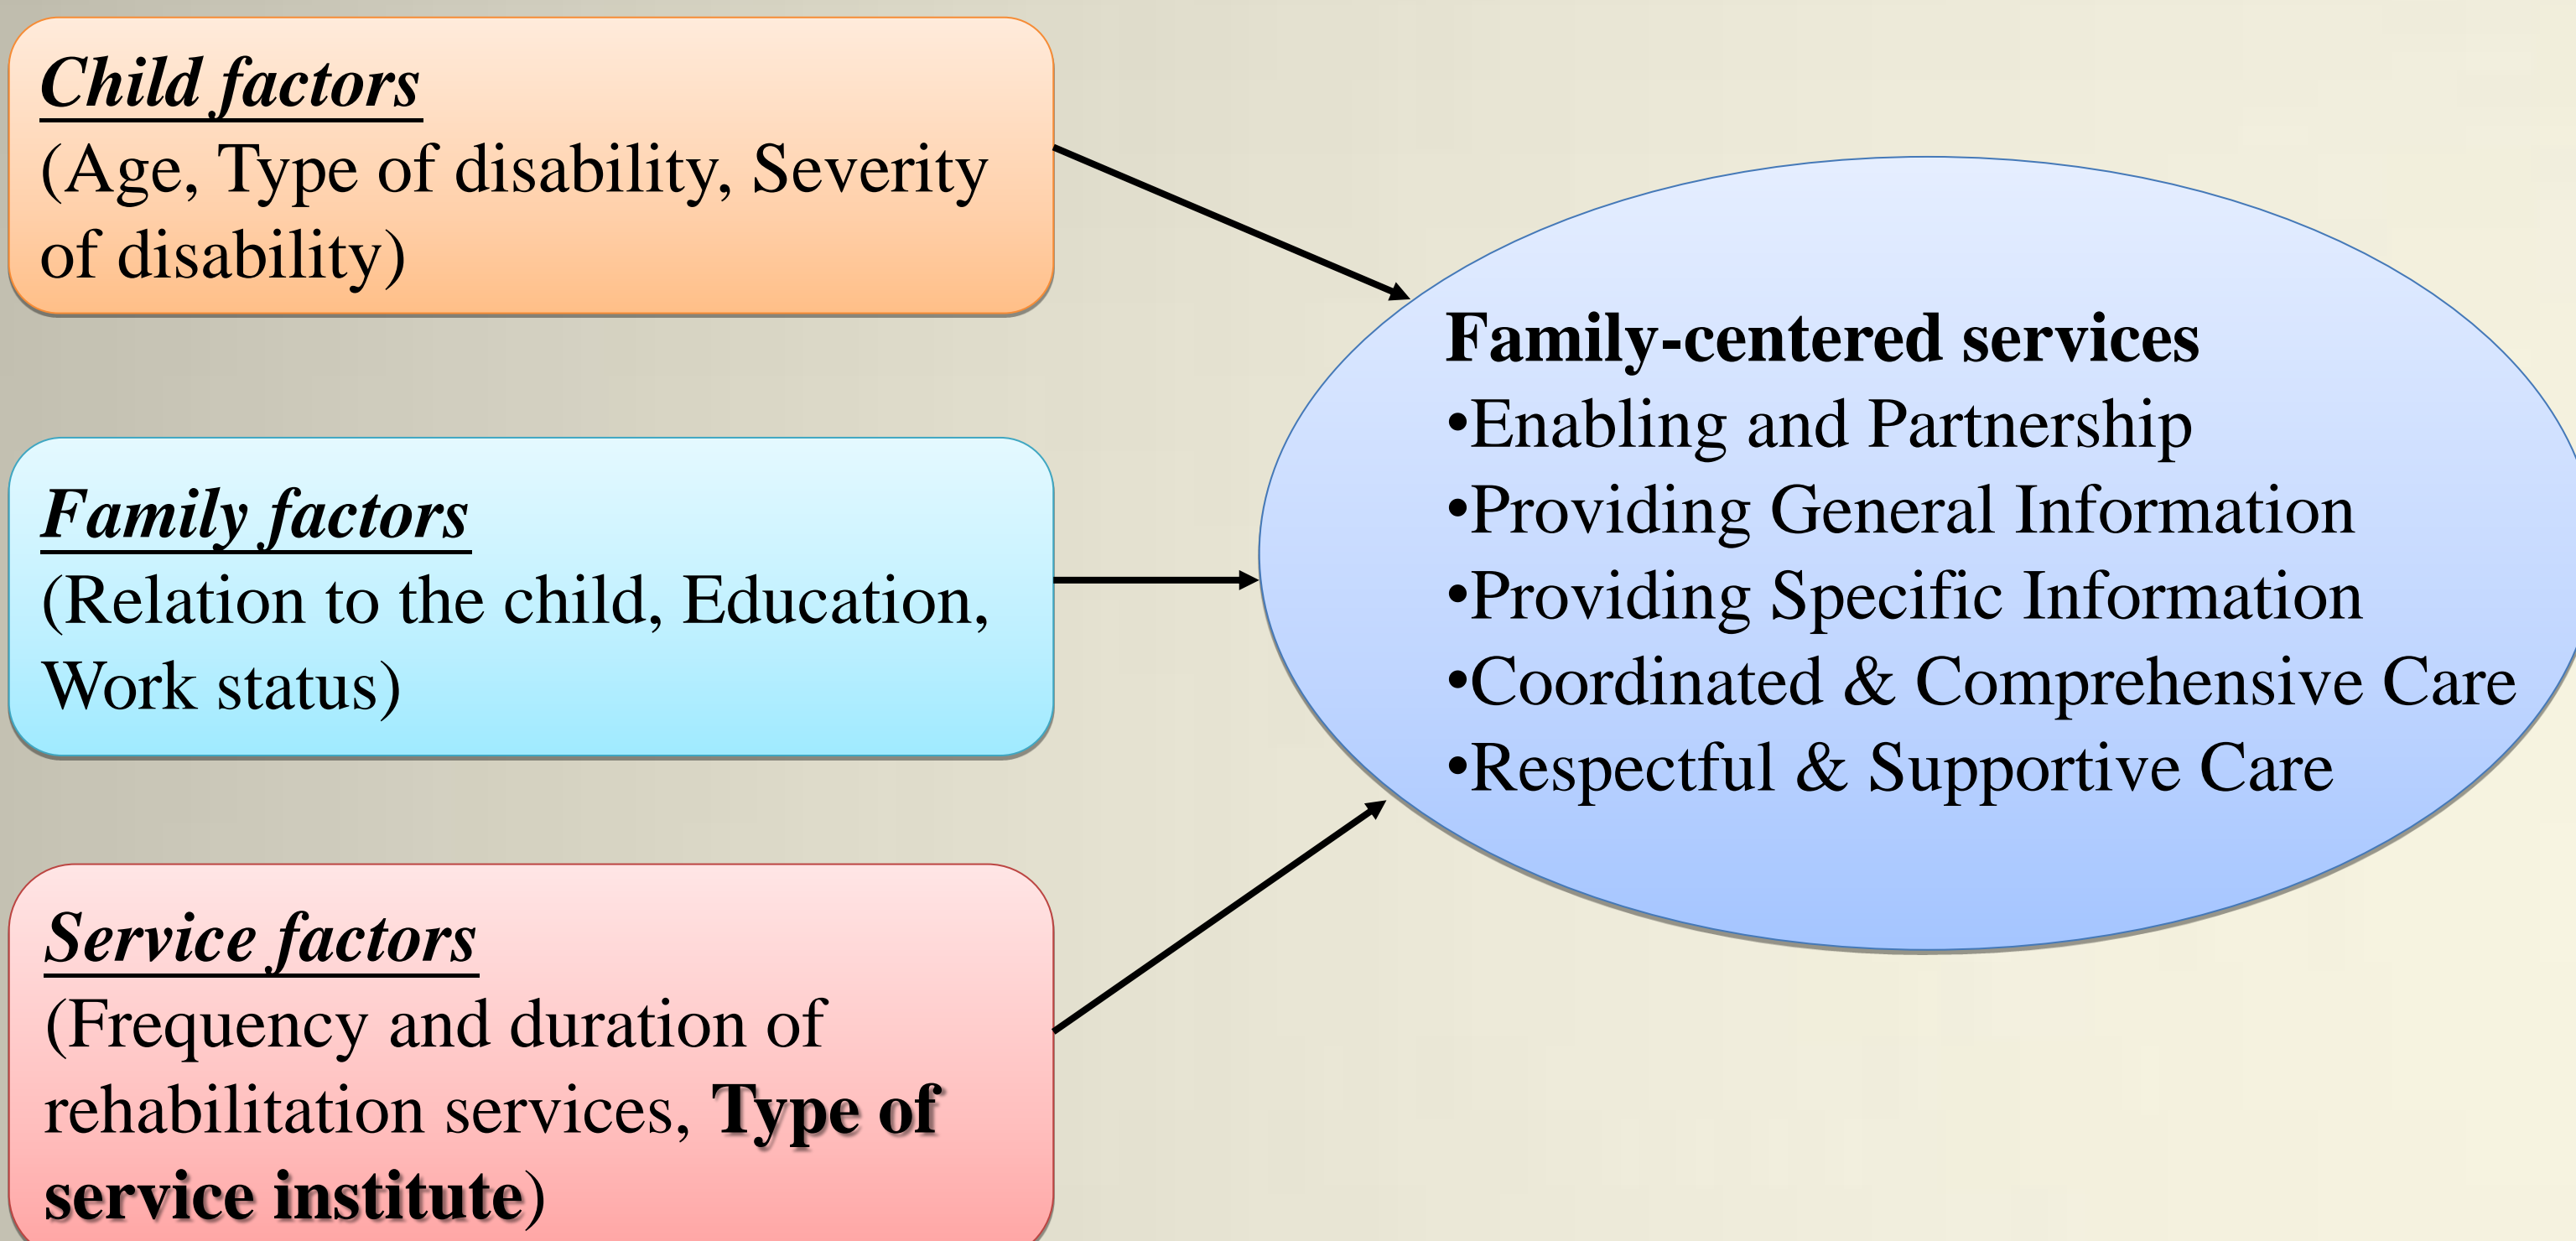 Child factors
(Age, Type of disability, Severity
of disability)
Family factors
(Relation to the child, Education,
Work status)
Service factors
(Frequency and duration of
rehabilitation services, Type of
service institute)
Family-centered services
•Enabling and Partnership
•Providing General Information
•Providing Specific Information
•Coordinated & Comprehensive Care
•Respectful & Supportive Care